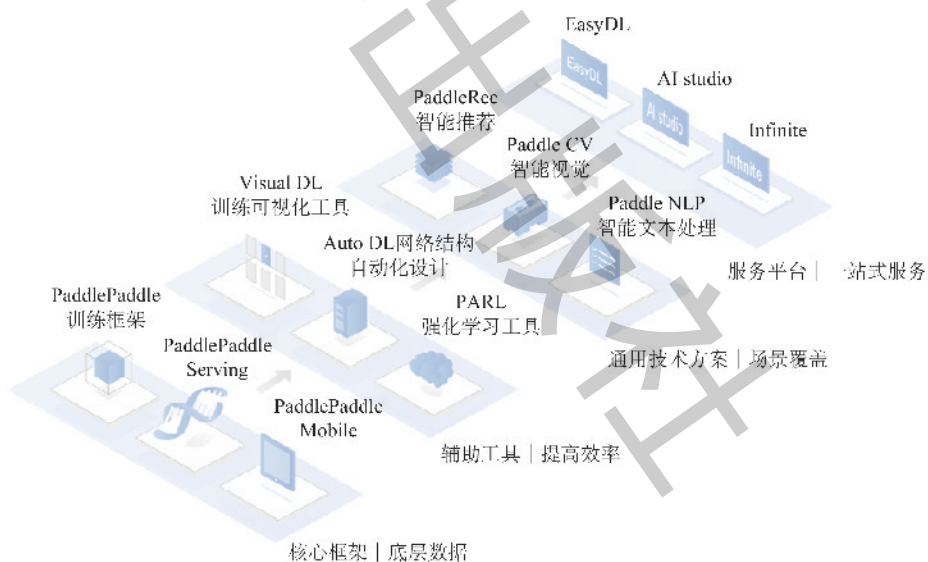 EasyDL
EasyDL
AI studio
AI studio
Infinite
Infinite
PaddleRec
智能推荐
Paddle CV
智能视觉
Paddle NLP
智能文本处理
服务平台｜一站式服务
Visual DL
训练可视化工具
Auto DL网络结构
自动化设计
PARL
强化学习工具
通用技术方案｜场景覆盖
PaddlePaddle
训练框架
PaddlePaddle
Serving
PaddlePaddle
Mobile
辅助工具｜提高效率
核心框架｜底层数据